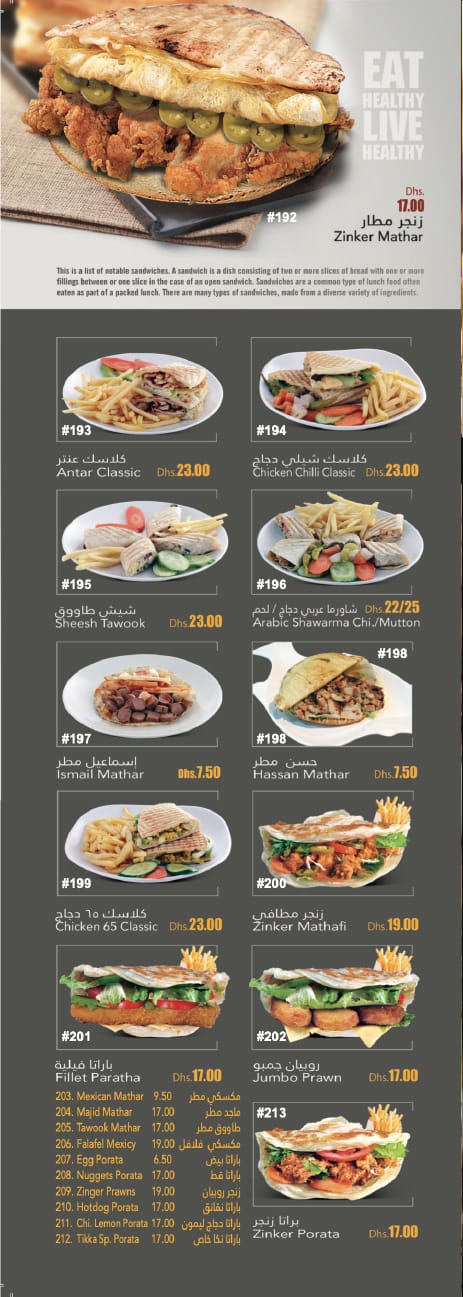 EAT
HEALTHY
LIVE
HEALTHY
Dhs.
17.00
#192
زنجر مطار
Zinker Mathar
This is a list of notable sandwiches. A sandwich is a dish consisting of two or more slices of bread with one or more
fillings between or one slice in the case of an open sandwich. Sandwiches are a common type of lunch food often
eaten as part of a packed lunch. There are many types of sandwiches, made from a diverse variety of ingredients.
#193
كلاسك عنتر
Antar Classic Dhs.23.00
#194
كلاسك شيلي دجاج
Chicken Chilli Classic Dhs.23.00
#195
شيش طاووق
Sheesh Tawook Dhs.23.00
#196
شاورما عربي دجاج / لحم Dhs.22/25
Arabic Shawarma Chi./Mutton
#197
إسماعيل مطر
Ismail Mathar Dhs.7.50
#198
#198
حسن مطر
Hassan Mathar Dhs.7.50
#199
كلاسك ٦٥ دجاج
Chicken 65 Classic Dhs.23.00
#200
زنجر مطافي
Zinker Mathafi Dhs.19.00
#201
باراتا فيلية
Fillet Paratha Dhs.17.00
#202
روبيان جمبو
Jumbo Prawn Dhs.17.00
203. Mexican Mathar 9.50 مكسكي مطر
204. Majid Mathar 17.00 ماجد مطر
205. Tawook Mathar 17.00 طاووق مطر
206. Falafel Mexicy 19.00 مكسكي فلافل
207. Egg Porata 6.50 باراتا بيض
208. Nuggets Porata 17.00 باراتا قط
209. Zinger Prawns 19.00 زنجر روبيان
210. Hotdog Porata 17.00 باراتا نقانق
211. Chi. Lemon Porata 17.00 باراتا دجاج ليمون
212. Tikka Sp. Porata 17.00 باراتا تكا خاص
#213
براتا زنجر
Zinker Porata Dhs.17.00